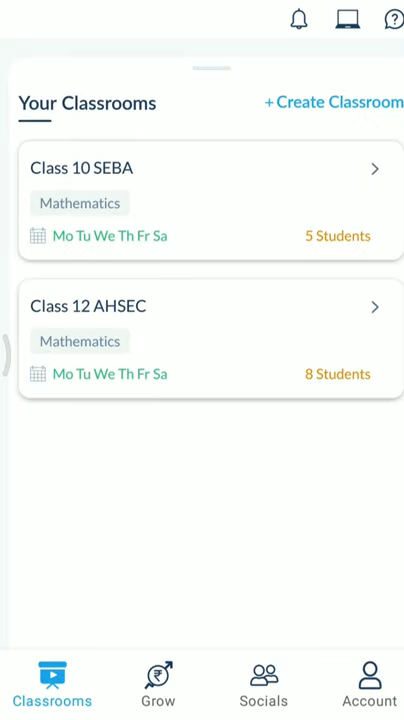 Your Classrooms
+ Create Classroom
Class 10 SEBA
Mathematics
Mo Tu We Th Fr Sa
5 Students
Class 12 AHSEC
Mathematics
Mo Tu We Th Fr Sa
8 Students
Classrooms Grow Socials Account